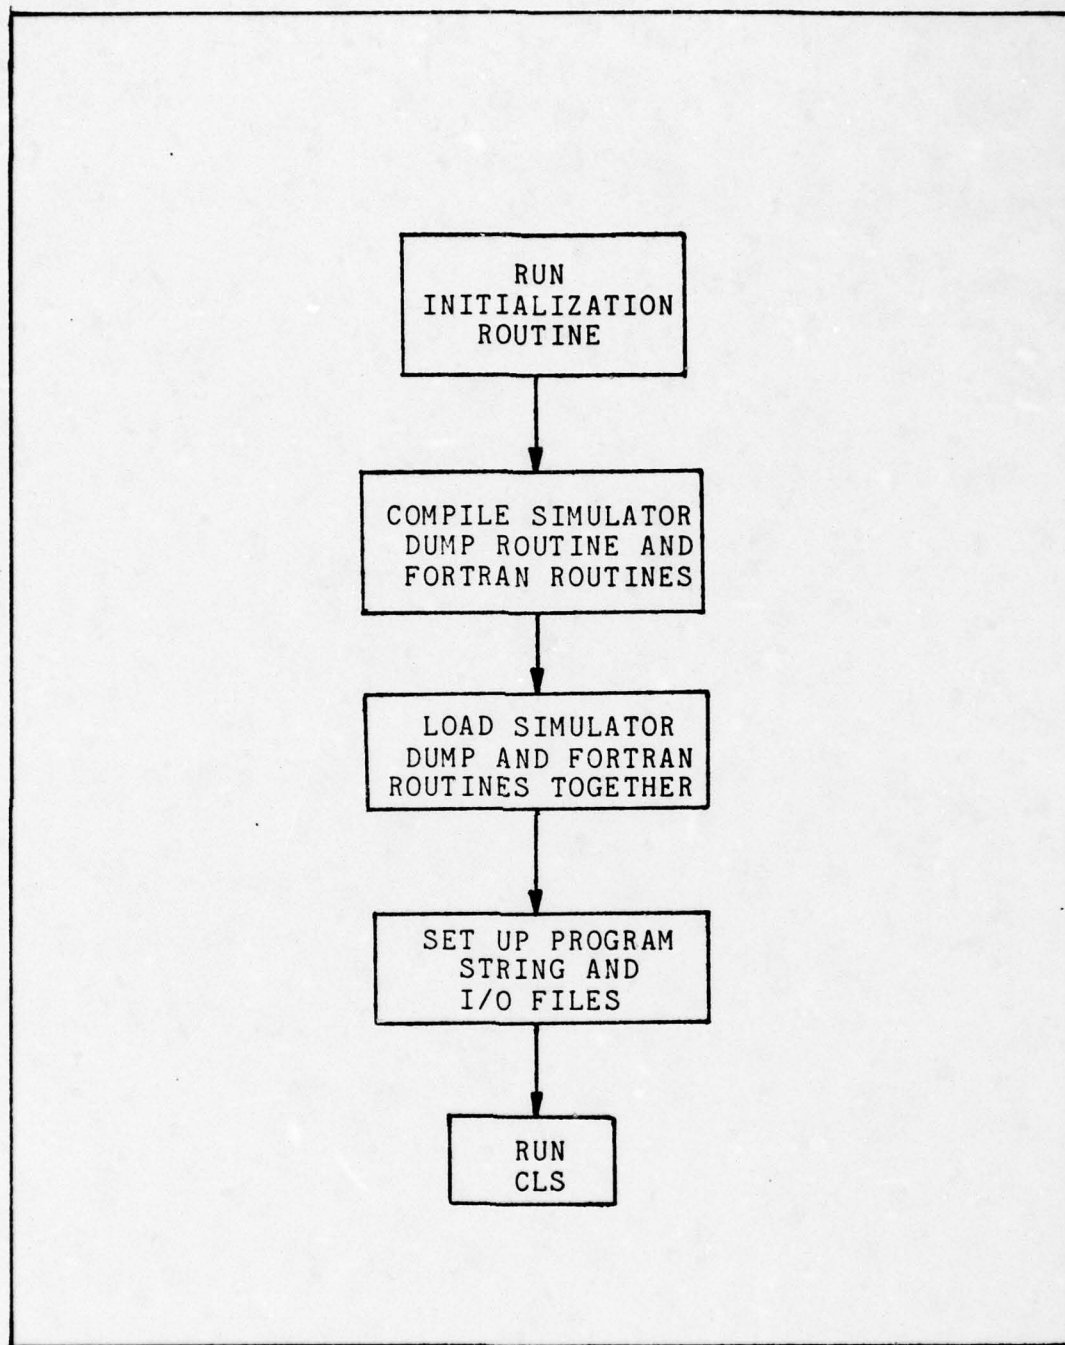 RUN
INITIALIZATION
ROUTINE
COMPILE SIMULATOR
DUMP ROUTINE AND
FORTRAN ROUTINES
LOAD SIMULATOR
DUMP AND FORTRAN
ROUTINES TOGETHER
SET UP PROGRAM
STRING AND
I/O FILES
RUN
CLS